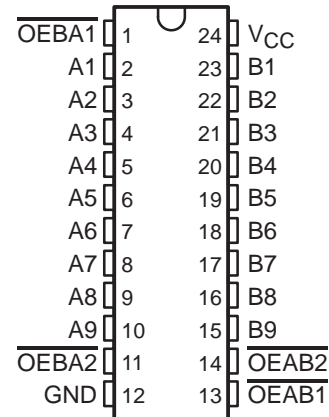 OEBA1 1 24 VCC
A1 2 23 B1
A2 3 22 B2
A3 4 21 B3
A4 5 20 B4
A5 6 19 B5
A6 7 18 B6
A7 8 17 B7
A8 9 16 B8
A9 10 15 B9
OEBA2 11 14 OEAB2
GND 12 13 OEAB1